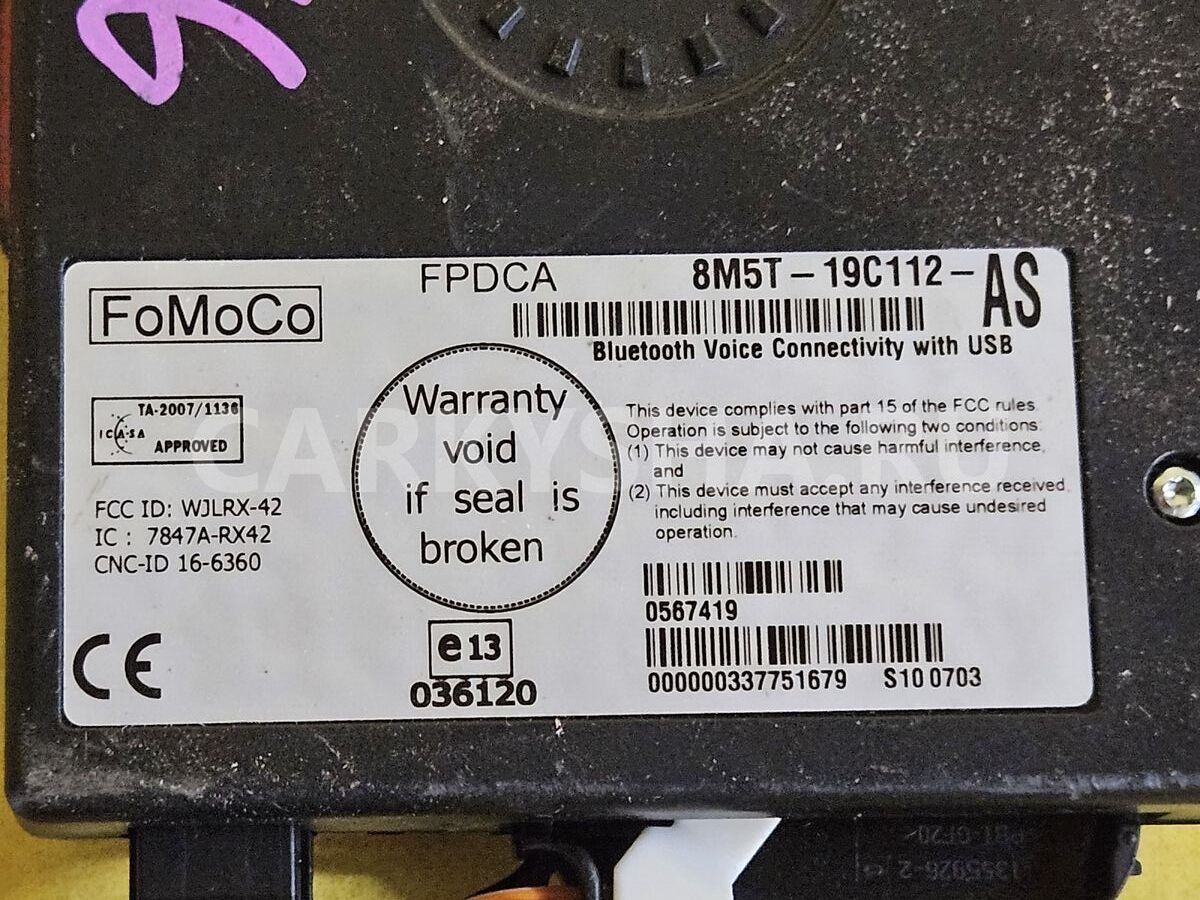 FPDCA
8M5T - 19C112 - AS
FoMoCo
Bluetooth Voice Connectivity with USB
Warranty
void
if seal is
broken
TA-2007/1136
ICASA
APPROVED
This device complies with part 15 of the FCC rules.
Operation is subject to the following two conditions:
(1) This device may not cause harmful interference,
and
(2) This device must accept any interference received,
including interference that may cause undesired
operation.
CARKYSHA.RU
FCC ID: WJLRX-42
IC : 7847A-RX42
CNC-ID 16-6360
0567419
CE
e13
036120
000000337751679 S10 0703